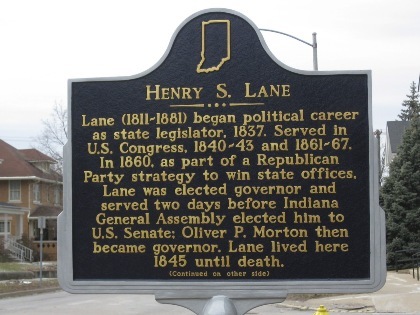 HENRY S. LANE
Lane (1811-1881) began political career
as state legislator, 1837. Served in
U.S. Congress, 1840-43 and 1861-67.
In 1860, as part of a Republican
Party strategy to win state offices,
Lane was elected governor and
served two days before Indiana
General Assembly elected him to
U.S. Senate; Oliver P. Morton then
became governor. Lane lived here
1845 until death.
(Continued on other side)